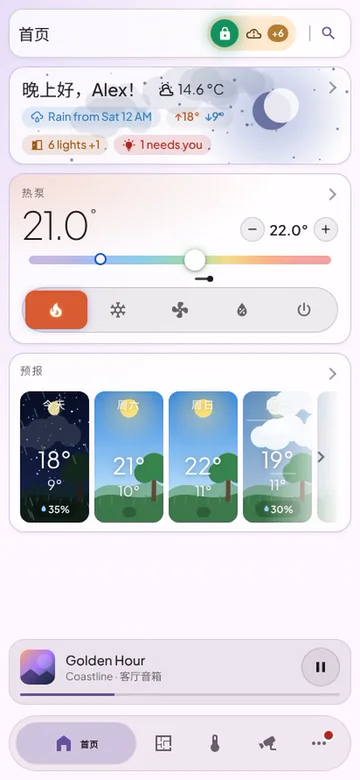 首页
+6
晚上好，Alex！ 14.6°C
Rain from Sat 12 AM ↑18° ↓9°
6 lights +1
1 needs you
热泵
21.0°
− 22.0° +
预报
今天 周六 周日
18° 21° 22° 19°
9° 10° 11° 11°
35% 30%
Golden Hour
Coastline · 客厅音箱
首页